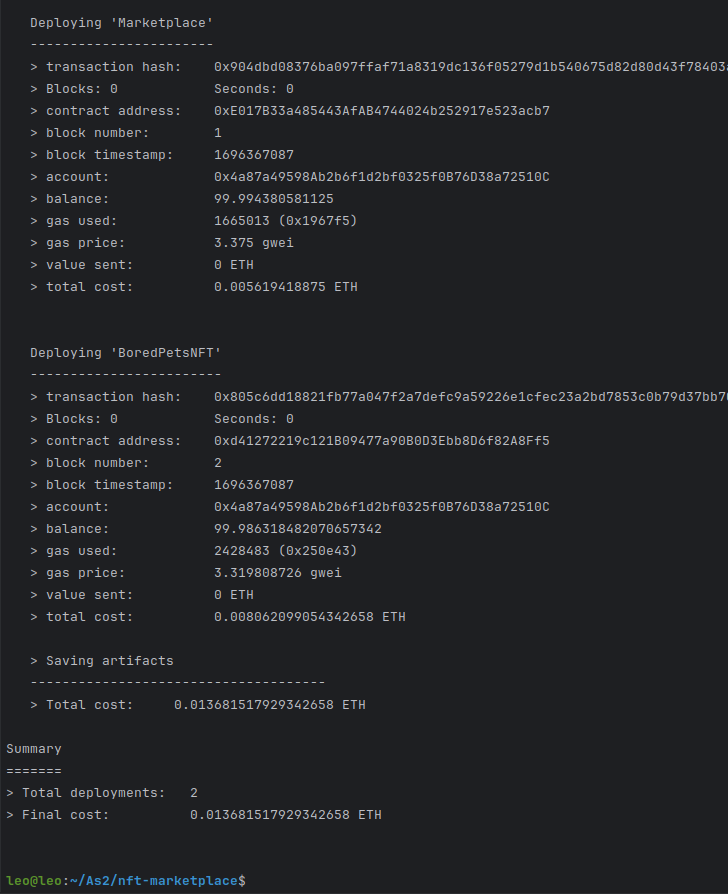 Deploying 'Marketplace'
-----------------------
> transaction hash: 0x904dbd08376ba097ffaf71a8319dc136f05279d1b540675d82d80d43f78403
> Blocks: 0 Seconds: 0
> contract address: 0xE017B33a485443AfAB4744024b252917e523acb7
> block number: 1
> block timestamp: 1696367087
> account: 0x4a87a49598Ab2b6f1d2bf0325f0B76D38a72510C
> balance: 99.994380581125
> gas used: 1665013 (0x1967f5)
> gas price: 3.375 gwei
> value sent: 0 ETH
> total cost: 0.005619418875 ETH
Deploying 'BoredPetsNFT'
------------------------
> transaction hash: 0x805c6dd18821fb77a047f2a7defc9a59226e1cfec23a2bd7853c0b79d37bb7
> Blocks: 0 Seconds: 0
> contract address: 0xd41272219c121B09477a90B0D3Ebb8D6f82A8Ff5
> block number: 2
> block timestamp: 1696367087
> account: 0x4a87a49598Ab2b6f1d2bf0325f0B76D38a72510C
> balance: 99.986318482070657342
> gas used: 2428483 (0x250e43)
> gas price: 3.319808726 gwei
> value sent: 0 ETH
> total cost: 0.008062099054342658 ETH
> Saving artifacts
-------------------------------------
> Total cost: 0.013681517929342658 ETH
Summary
=======
> Total deployments: 2
> Final cost: 0.013681517929342658 ETH
leo@leo:~/As2/nft-marketplace$